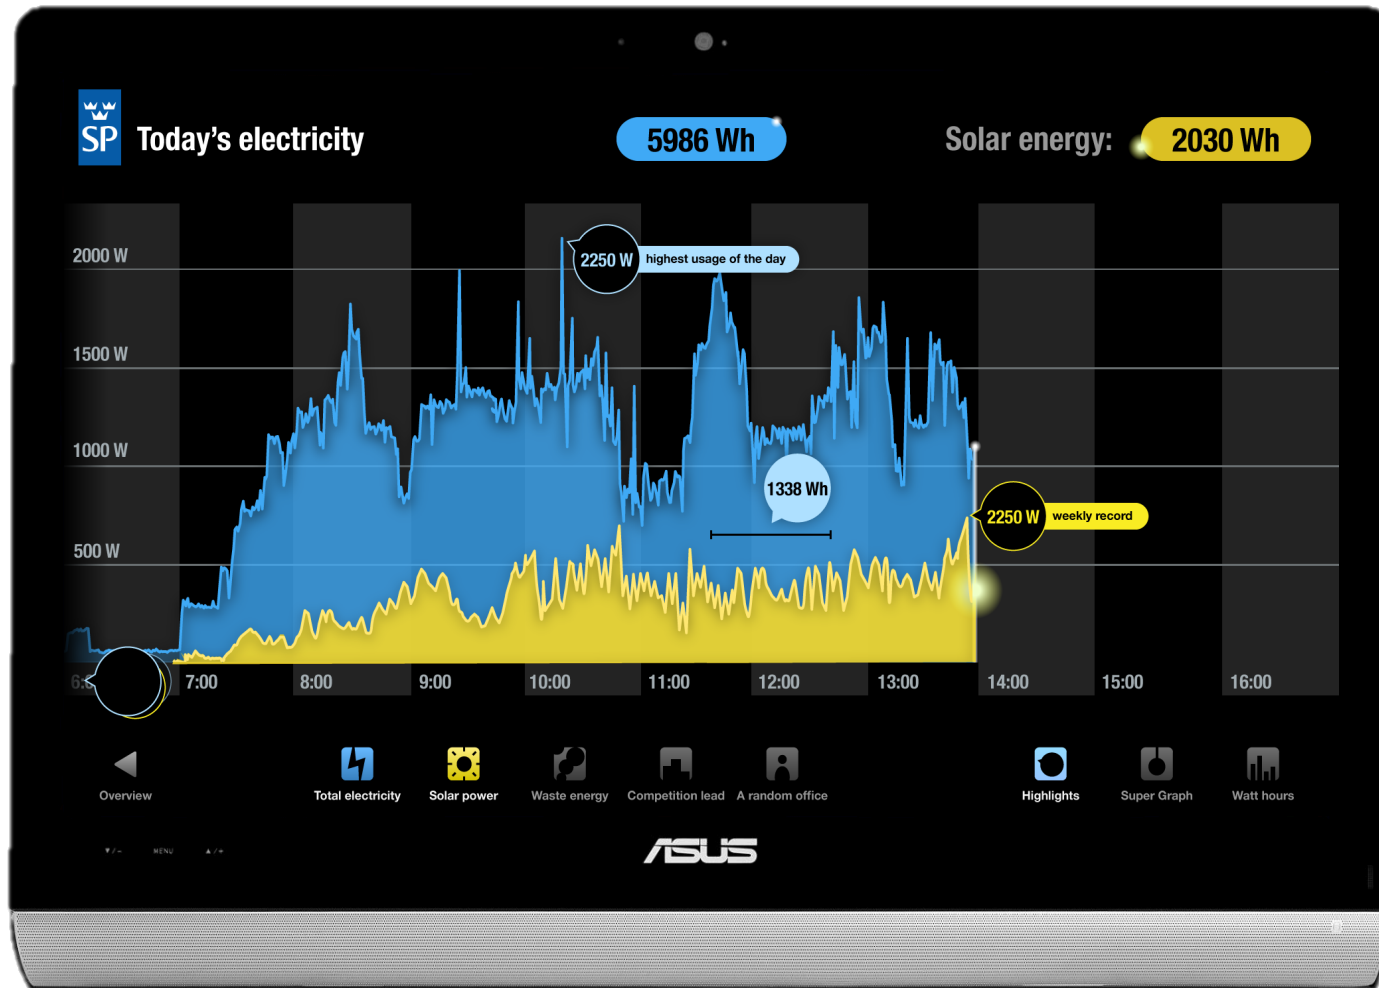 SP
Today's electricity
5986 Wh
Solar energy:
2030 Wh
2000 W
2250 W
highest usage of the day
1500 W
1000 W
1338 Wh
2250 W
weekly record
500 W
7:00
8:00
9:00
10:00
11:00
12:00
13:00
14:00
15:00
16:00
Overview
Total electricity
Solar power
Waste energy
Competition lead
A random office
Highlights
Super Graph
Watt hours
▼/−
MENU
▲/+
ASUS